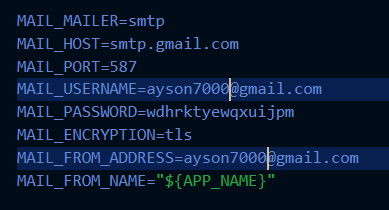 MAIL_MAILER=smtp
MAIL_HOST=smtp.gmail.com
MAIL_PORT=587
MAIL_USERNAME=ayson7000@gmail.com
MAIL_PASSWORD=wdhrktyewqxuijpm
MAIL_ENCRYPTION=tls
MAIL_FROM_ADDRESS=ayson7000@gmail.com
MAIL_FROM_NAME="${APP_NAME}"